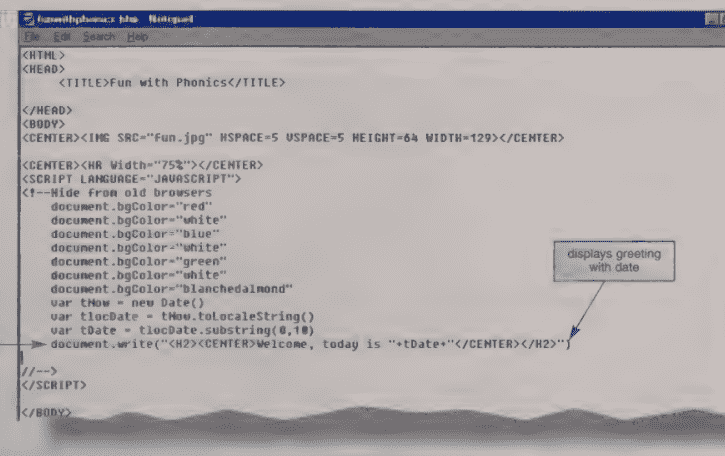 funwithphonics.htm - Notepad
File Edit Search Help
<HTML>
<HEAD>
<TITLE>Fun with Phonics</TITLE>
</HEAD>
<BODY>
<CENTER><IMG SRC="fun.jpg" HSPACE=5 VSPACE=5 HEIGHT=64 WIDTH=129></CENTER>
<CENTER><HR Width="75%"></CENTER>
<SCRIPT LANGUAGE="JAVASCRIPT">
<!--Hide from old browsers
document.bgColor="red"
document.bgColor="white"
document.bgColor="blue"
document.bgColor="white"
document.bgColor="green"
document.bgColor="white"
document.bgColor="blanchedalmond"
var tNow = new Date()
var tlocDate = tNow.toLocaleString()
var tDate = tlocDate.substring(0,10)
document.write("<H2><CENTER>Welcome, today is "+tDate+"</CENTER></H2>")
//-->
</SCRIPT>
</BODY>
displays greeting
with date